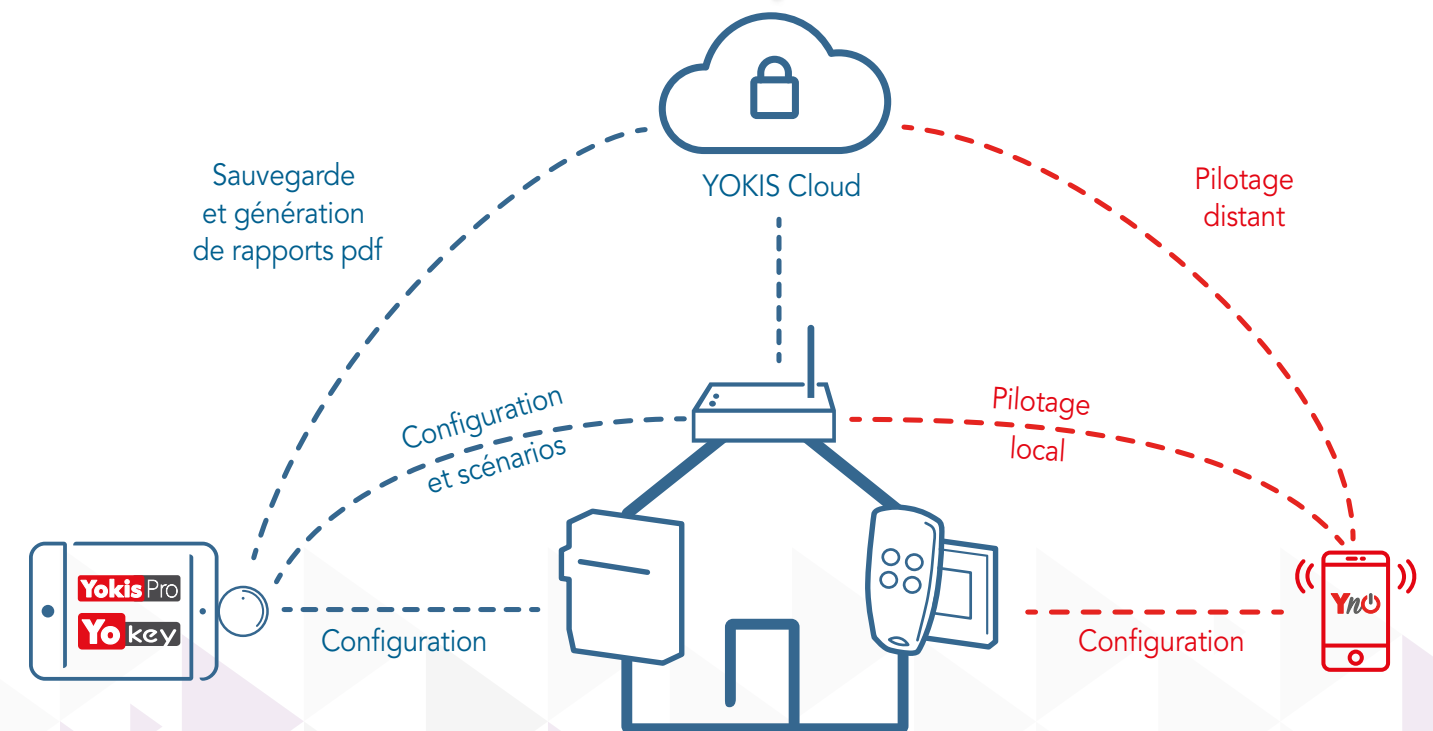 YOKIS Cloud
Sauvegarde
et génération
de rapports pdf
Pilotage
distant
Configuration
et scénarios
Pilotage
local
Yokis Pro
Yo key
Configuration
Configuration
YnO